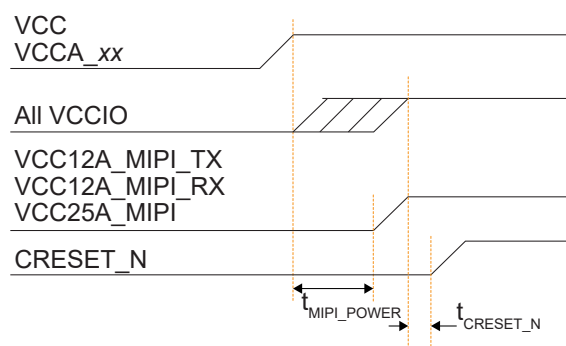 VCC
VCCA_xx
All VCCIO
VCC12A_MIPI_TX
VCC12A_MIPI_RX
VCC25A_MIPI
CRESET_N
tMIPI_POWER
tCRESET_N